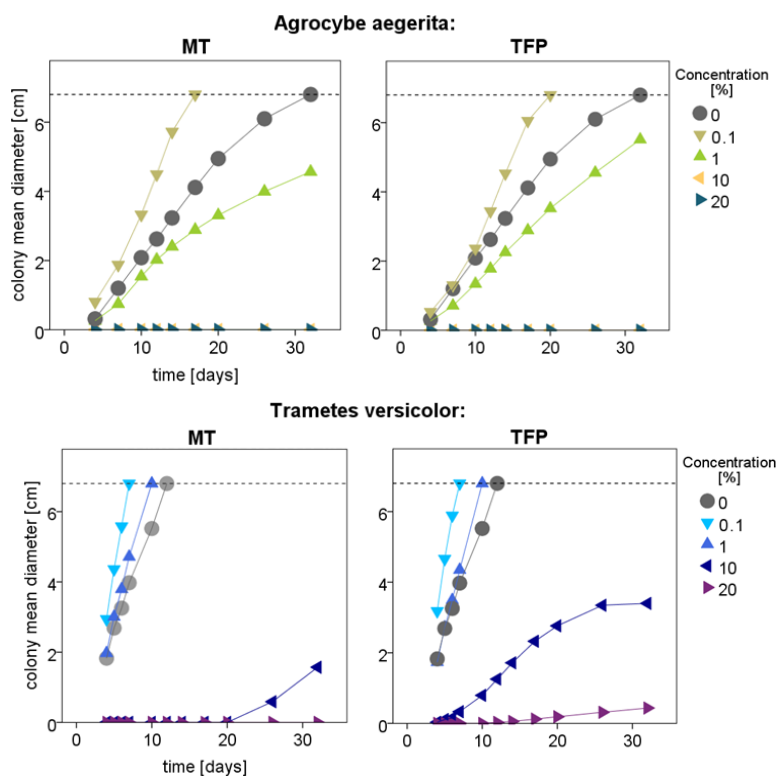 Agrocybe aegerita:
MT
TFP
colony mean diameter [cm]
6
4
2
0
0 10 20 30
time [days]
6
4
2
0
0 10 20 30
Concentration
[%]
0
0.1
1
10
20
Trametes versicolor:
MT
TFP
colony mean diameter [cm]
6
4
2
0
0 10 20 30
time [days]
6
4
2
0
0 10 20 30
Concentration
[%]
0
0.1
1
10
20